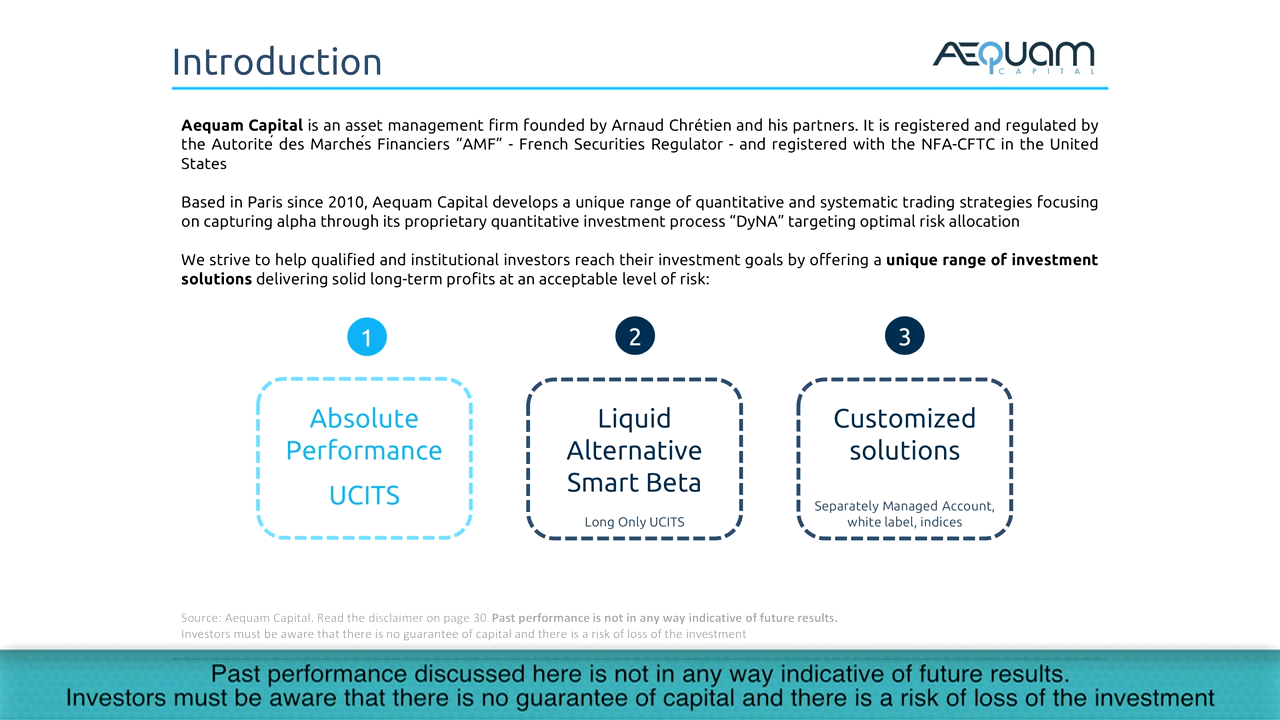 Introduction
AEQUAM
CAPITAL
Aequam Capital is an asset management firm founded by Arnaud Chrétien and his partners. It is registered and regulated by
the Autorité des Marchés Financiers “AMF” - French Securities Regulator - and registered with the NFA-CFTC in the United
States
Based in Paris since 2010, Aequam Capital develops a unique range of quantitative and systematic trading strategies focusing
on capturing alpha through its proprietary quantitative investment process “DyNA” targeting optimal risk allocation
We strive to help qualified and institutional investors reach their investment goals by offering a unique range of investment
solutions delivering solid long-term profits at an acceptable level of risk:
1
Absolute
Performance
UCITS
2
Liquid
Alternative
Smart Beta
Long Only UCITS
3
Customized
solutions
Separately Managed Account,
white label, indices
Source: Aequam Capital. Read the disclaimer on page 30. Past performance is not in any way indicative of future results.
Investors must be aware that there is no guarantee of capital and there is a risk of loss of the investment
Past performance discussed here is not in any way indicative of future results.
Investors must be aware that there is no guarantee of capital and there is a risk of loss of the investment